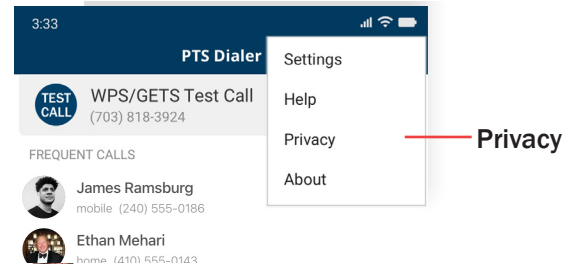 3:33
PTS Dialer
Settings
Help
Privacy
About
TEST CALL
WPS/GETS Test Call
(703) 818-3924
FREQUENT CALLS
James Ramsburg
mobile (240) 555-0186
Ethan Mehari
home (410) 555-0143
Privacy